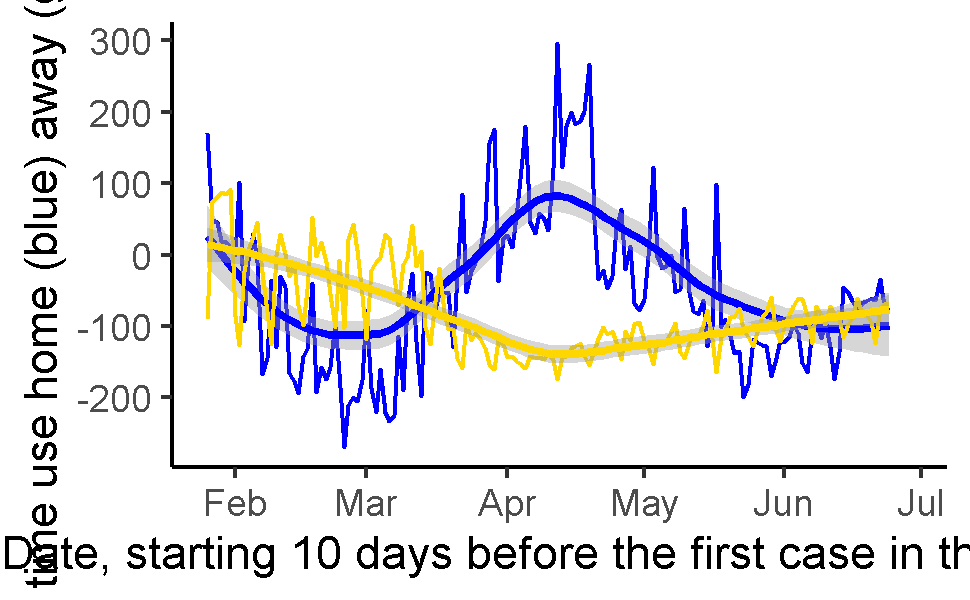 time use home (blue) away (
300
200
100
0
-100
-200
Feb Mar Apr May Jun Jul
Date, starting 10 days before the first case in th